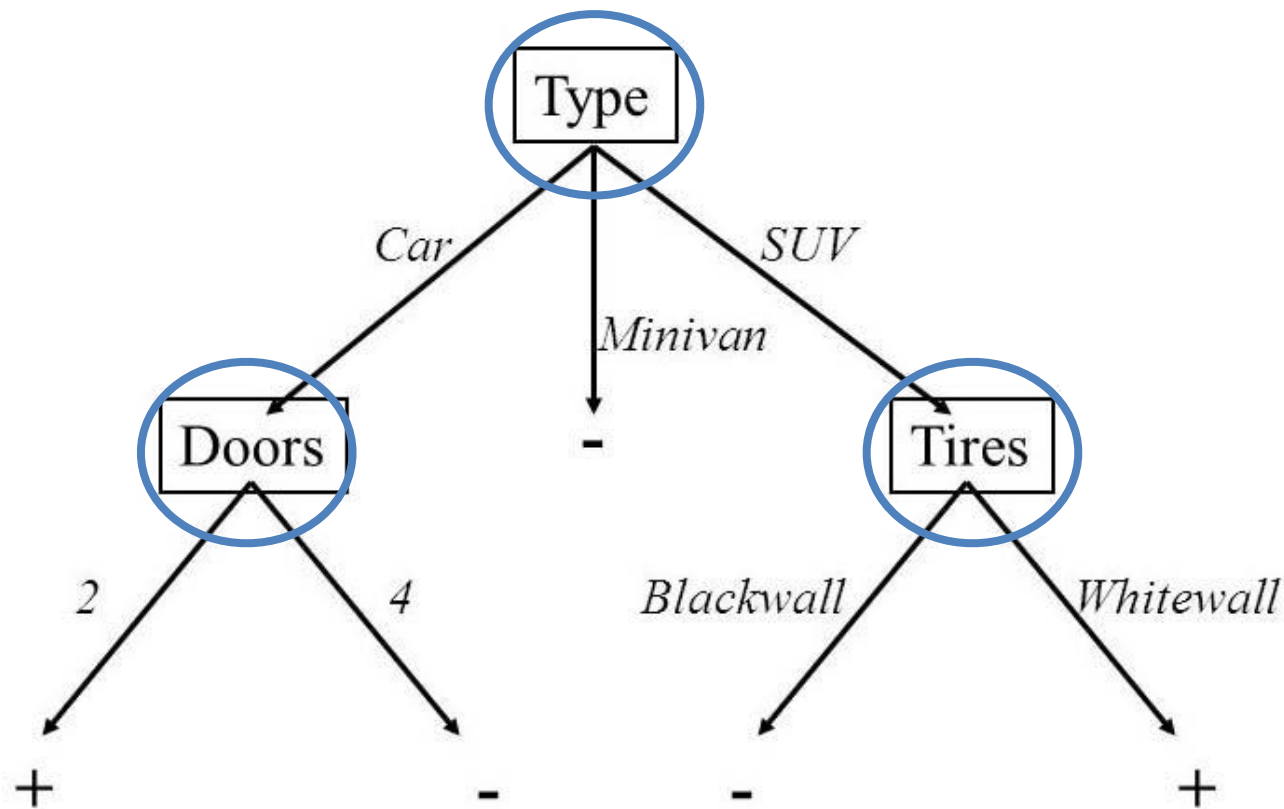 Type
Car
SUV
Minivan
Doors
-
Tires
2
4
Blackwall
Whitewall
+
-
-
+